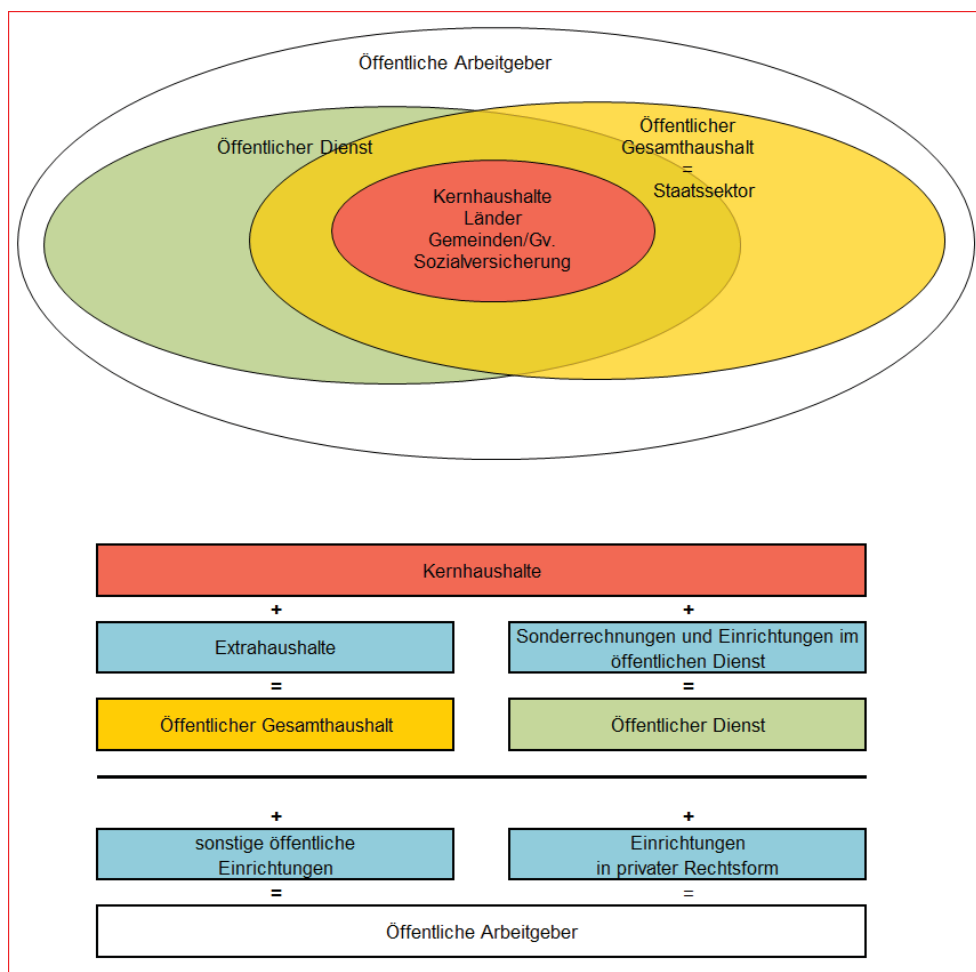 Öffentliche Arbeitgeber
Öffentlicher Dienst
Öffentlicher
Gesamthaushalt
=
Staatssektor
Kernhaushalte
Länder
Gemeinden/Gv.
Sozialversicherung
Kernhaushalte
+ +
Extrahaushalte
Sonderrechnungen und Einrichtungen im
öffentlichen Dienst
= =
Öffentlicher Gesamthaushalt
Öffentlicher Dienst
+ +
sonstige öffentliche
Einrichtungen
Einrichtungen
in privater Rechtsform
= =
Öffentliche Arbeitgeber